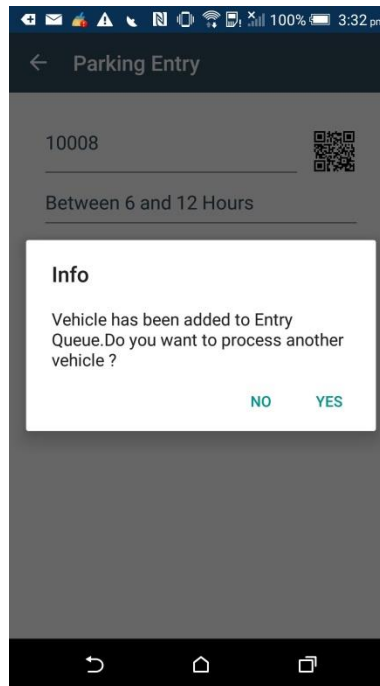 100% 3:32 pm
Parking Entry
10008
Between 6 and 12 Hours
Info
Vehicle has been added to Entry
Queue.Do you want to process another
vehicle ?
NO YES